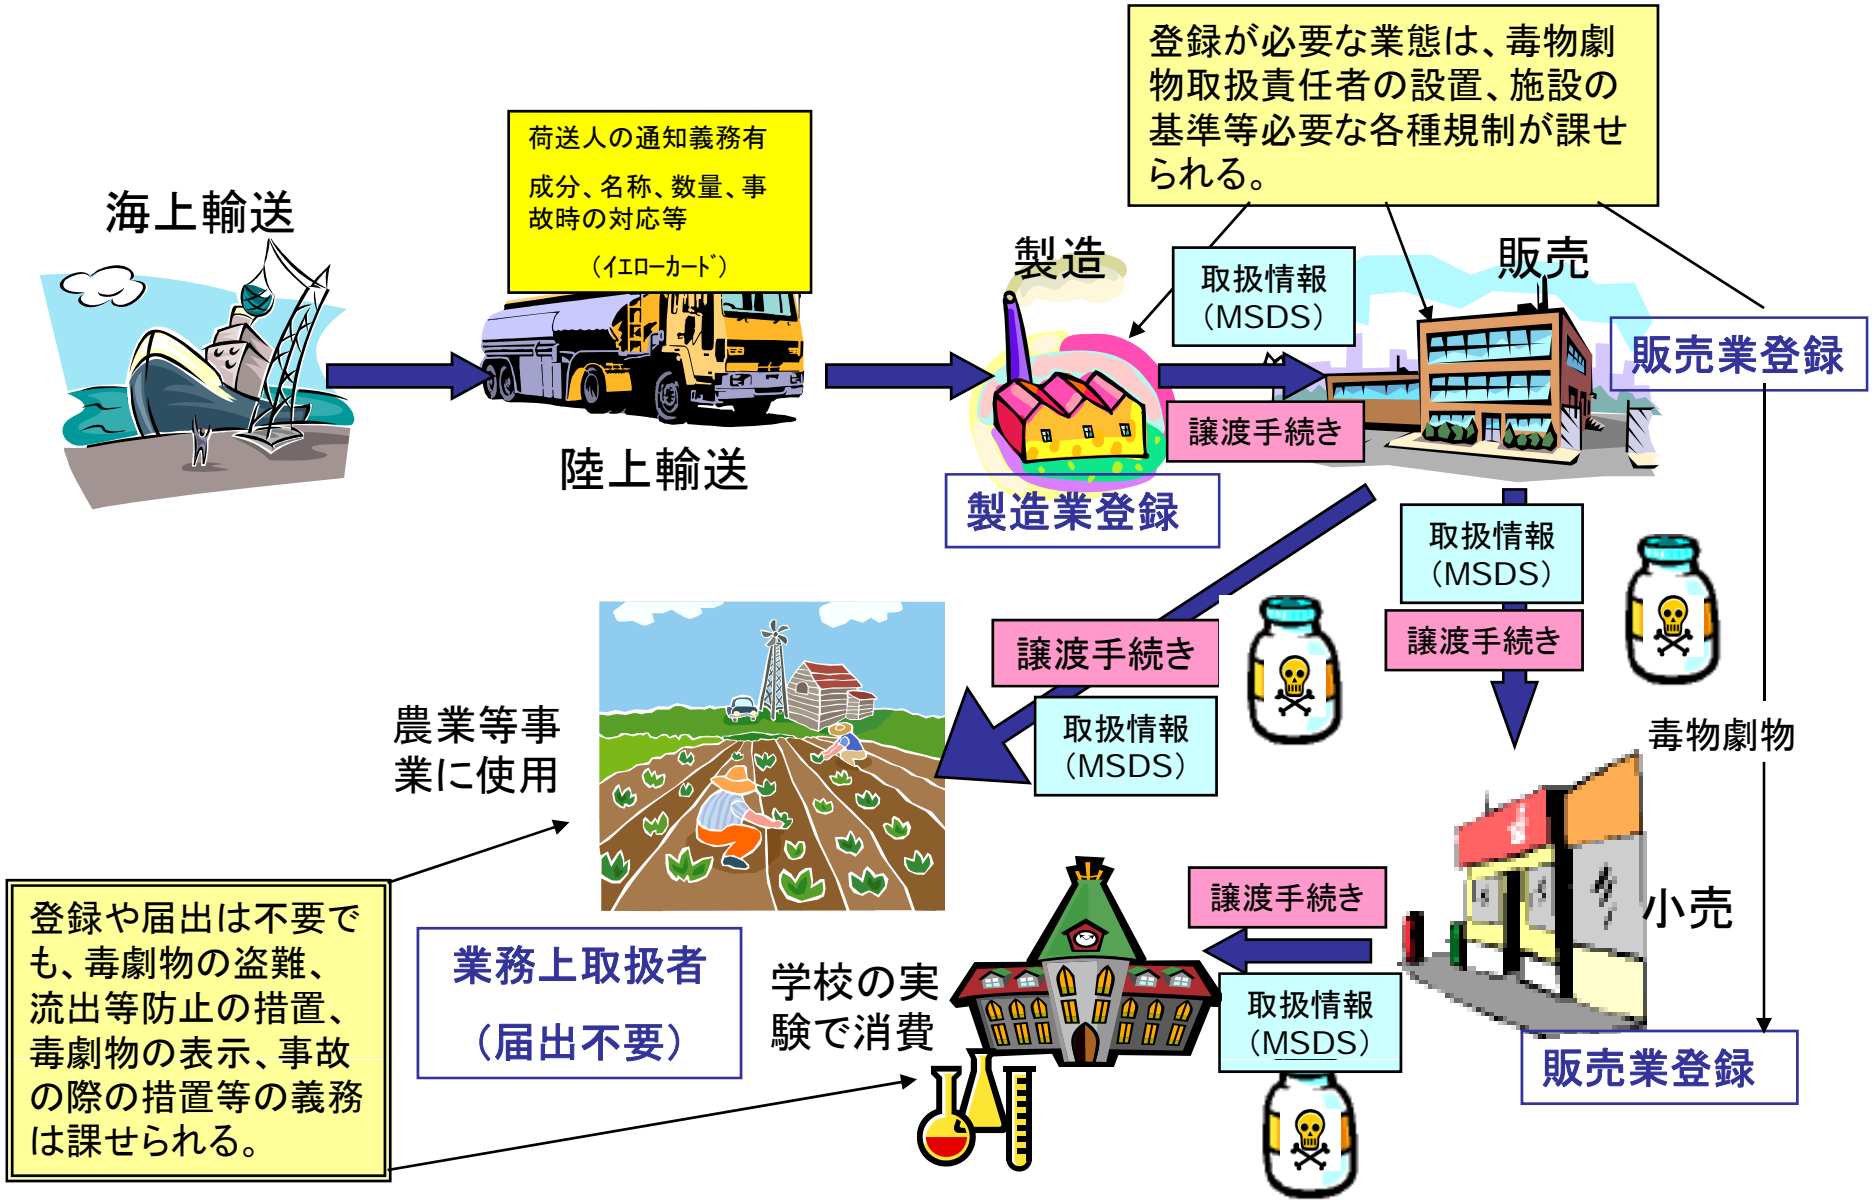 登録が必要な業態は、毒物劇
物取扱責任者の設置、施設の
基準等必要な各種規制が課せ
られる。
荷送人の通知義務有
成分、名称、数量、事
故時の対応等
（ｲｴﾛｰｶｰﾄﾞ）
海上輸送
陸上輸送
製造
取扱情報
（MSDS）
販売
販売業登録
譲渡手続き
製造業登録
取扱情報
（MSDS）
譲渡手続き
譲渡手続き
取扱情報
（MSDS）
毒物劇物
農業等事
業に使用
登録や届出は不要で
も、毒劇物の盗難、
流出等防止の措置、
毒劇物の表示、事故
の際の措置等の義務
は課せられる。
業務上取扱者
（届出不要）
学校の実
験で消費
譲渡手続き
取扱情報
（MSDS）
小売
販売業登録